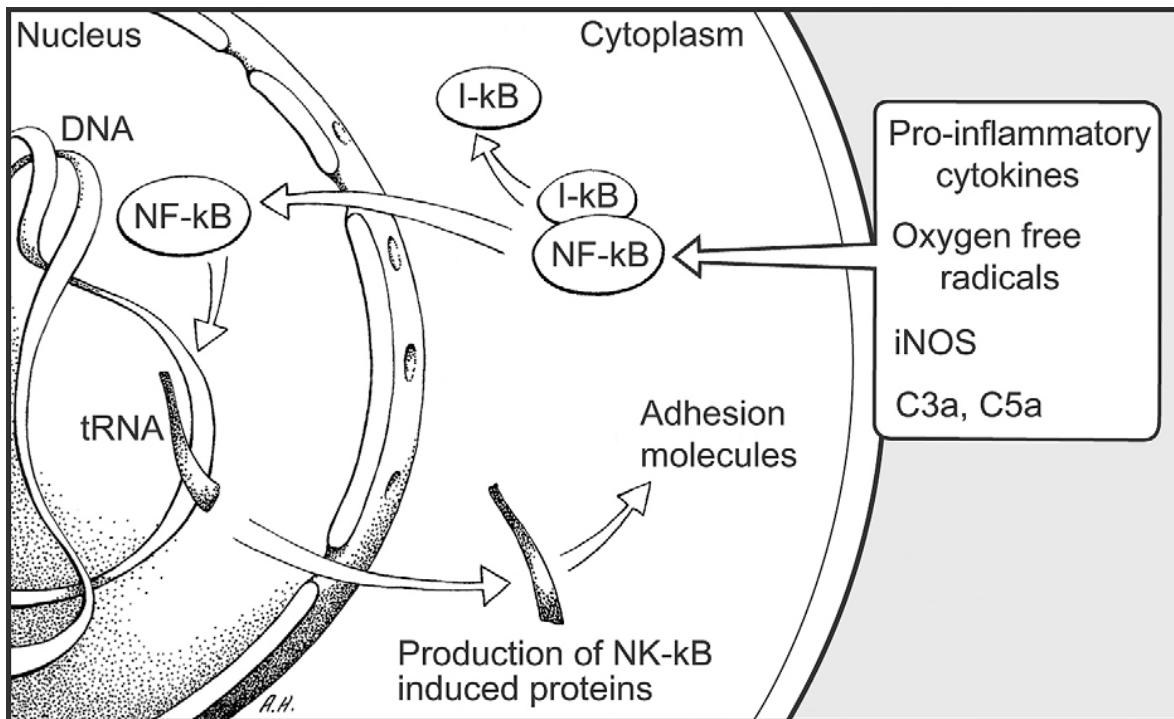 Nucleus
Cytoplasm
I-kB
DNA
Pro-inflammatory
cytokines
I-kB
NF-kB
NF-kB
Oxygen free
radicals
iNOS
C3a, C5a
tRNA
Adhesion
molecules
Production of NK-kB
induced proteins
A.H.